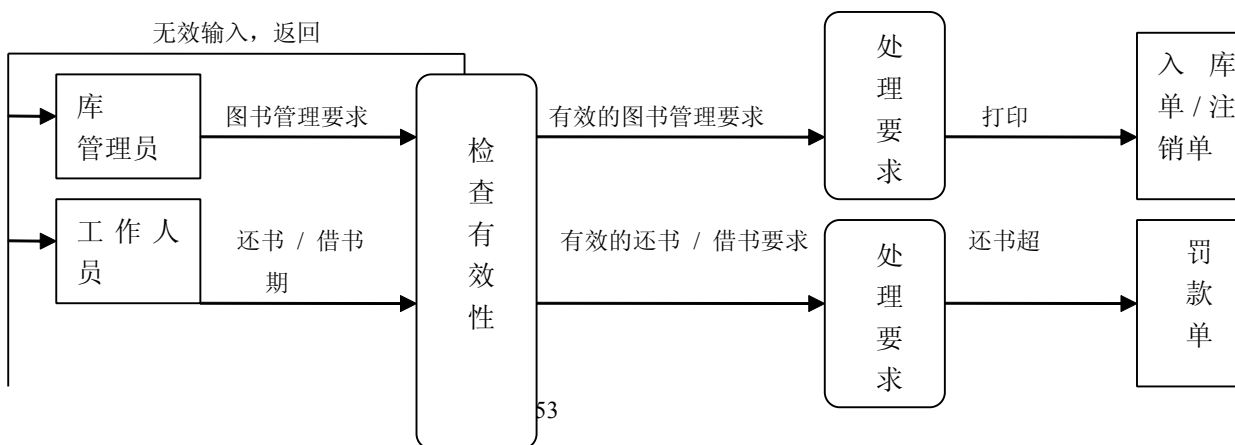 无效输入，返回
库
管理员
图书管理要求
检
查
有
效
性
有效的图书管理要求
处
理
要
求
打印
入 库
单 / 注
销单
工 作 人
员
还书 / 借书
期
有效的还书 / 借书要求
处
理
要
求
还书超
罚
款
单
53